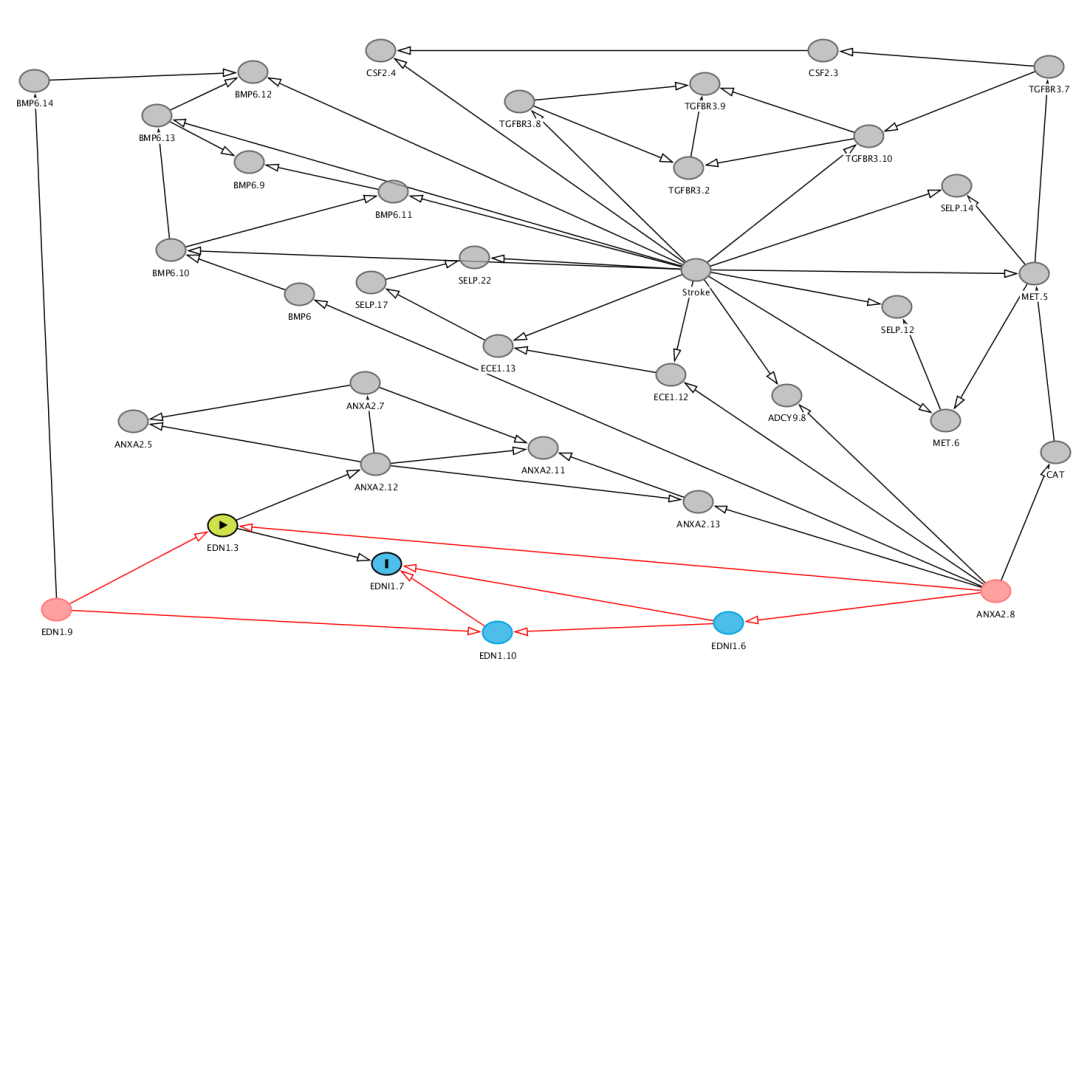 CSF2.4
CSF2.3
TGFBR3.7
BMP6.12
BMP6.14
TGFBR3.9
TGFBR3.8
BMP6.13
TGFBR3.10
BMP6.9
TGFBR3.2
SELP.14
BMP6.11
BMP6.10
SELP.22
Stroke
MET.5
SELP.17
BMP6
SELP.12
ECE1.13
ECE1.12
ADCY9.8
ANXA2.7
ANXA2.5
MET.6
ANXA2.11
CAT
ANXA2.12
ANXA2.13
EDN1.3
EDNI1.7
ANXA2.8
EDN1.9
EDNI1.6
EDN1.10